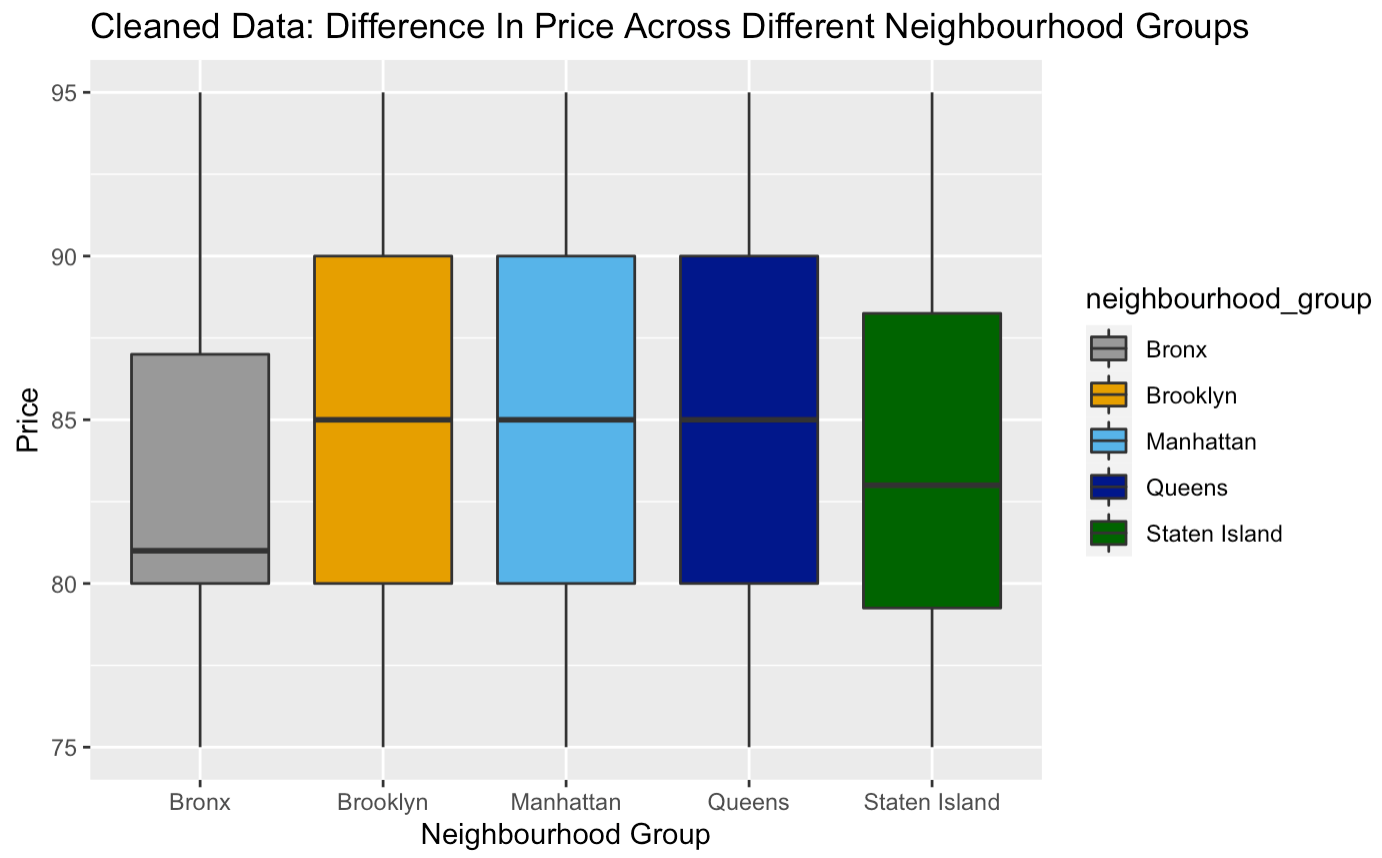 Cleaned Data: Difference In Price Across Different Neighbourhood Groups
95
90
85
80
75
Price
Bronx
Brooklyn
Manhattan
Queens
Staten Island
Neighbourhood Group
neighbourhood_group
Bronx
Brooklyn
Manhattan
Queens
Staten Island